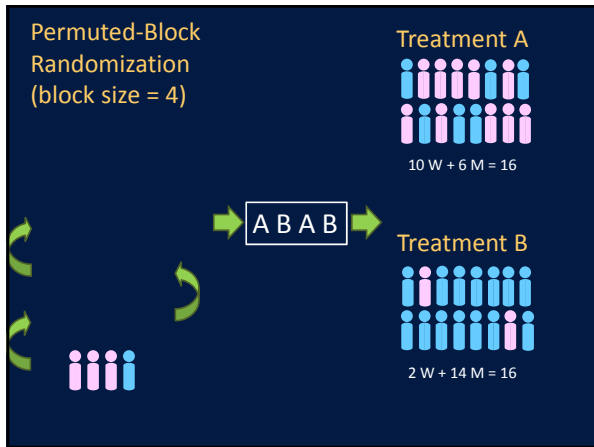 Permuted-Block
Randomization
(block size = 4)
Treatment A
10 W + 6 M = 16
A B A B
Treatment B
2 W + 14 M = 16